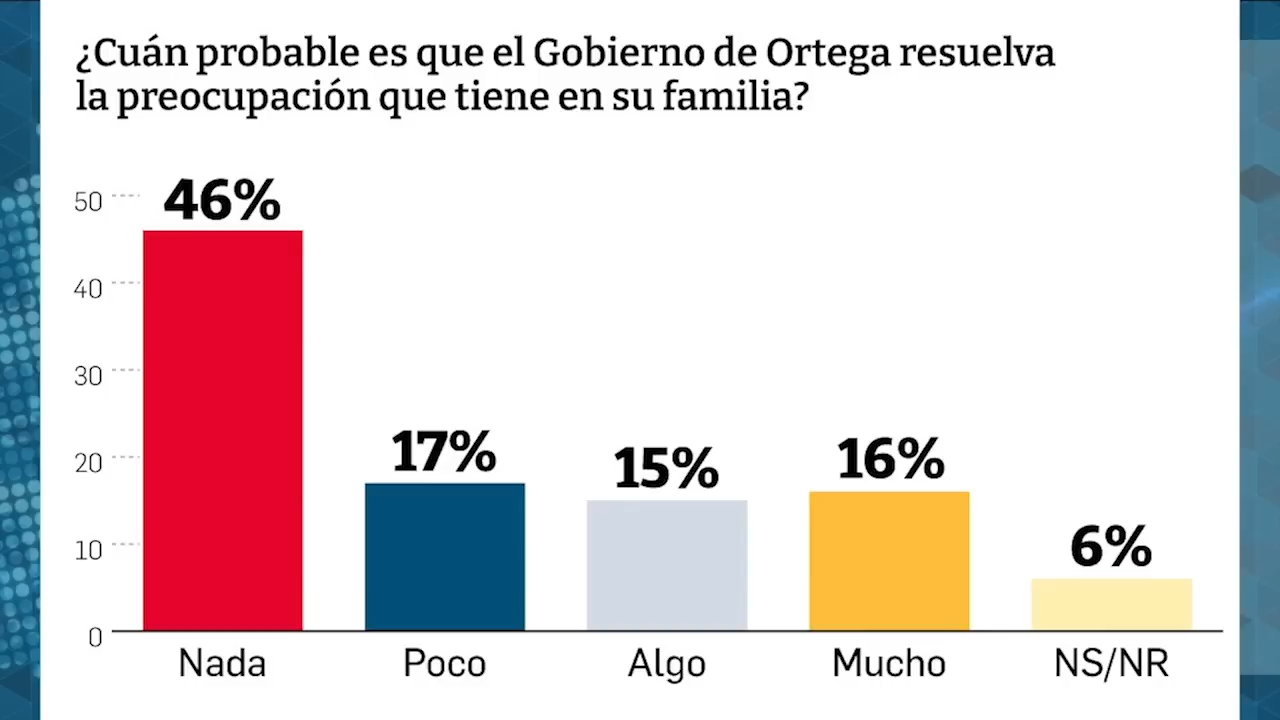 ¿Cuán probable es que el Gobierno de Ortega resuelva
la preocupación que tiene en su familia?
50
46%
40
30
20
17%
15%
16%
10
6%
0
Nada
Poco
Algo
Mucho
NS/NR